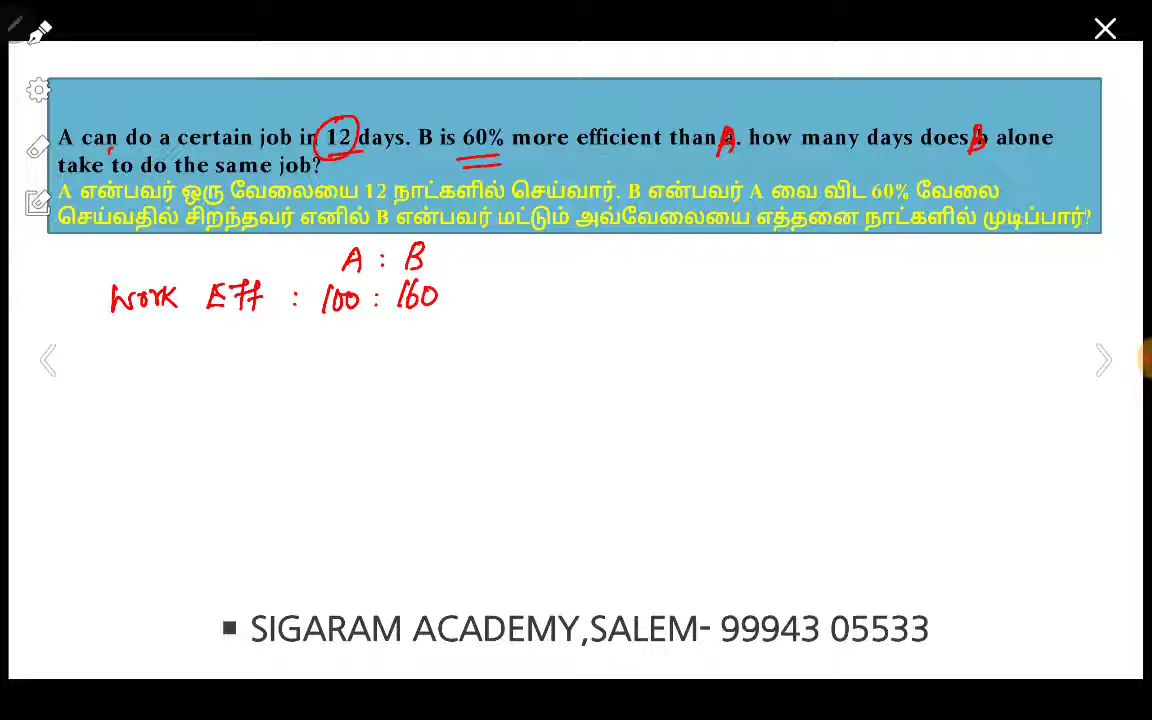 A can do a certain job in 12 days. B is 60% more efficient than A. how many days does B alone
take to do the same job?
A என்பவர் ஒரு வேலையை 12 நாட்களில் செய்வார். B என்பவர் A வை விட 60% வேலை
செய்வதில் சிறந்தவர் எனில் B என்பவர் மட்டும் அவ்வேலையை எத்தனை நாட்களில் முடிப்பார்?
A : B
Work Eff : 100 : 160
SIGARAM ACADEMY,SALEM- 99943 05533